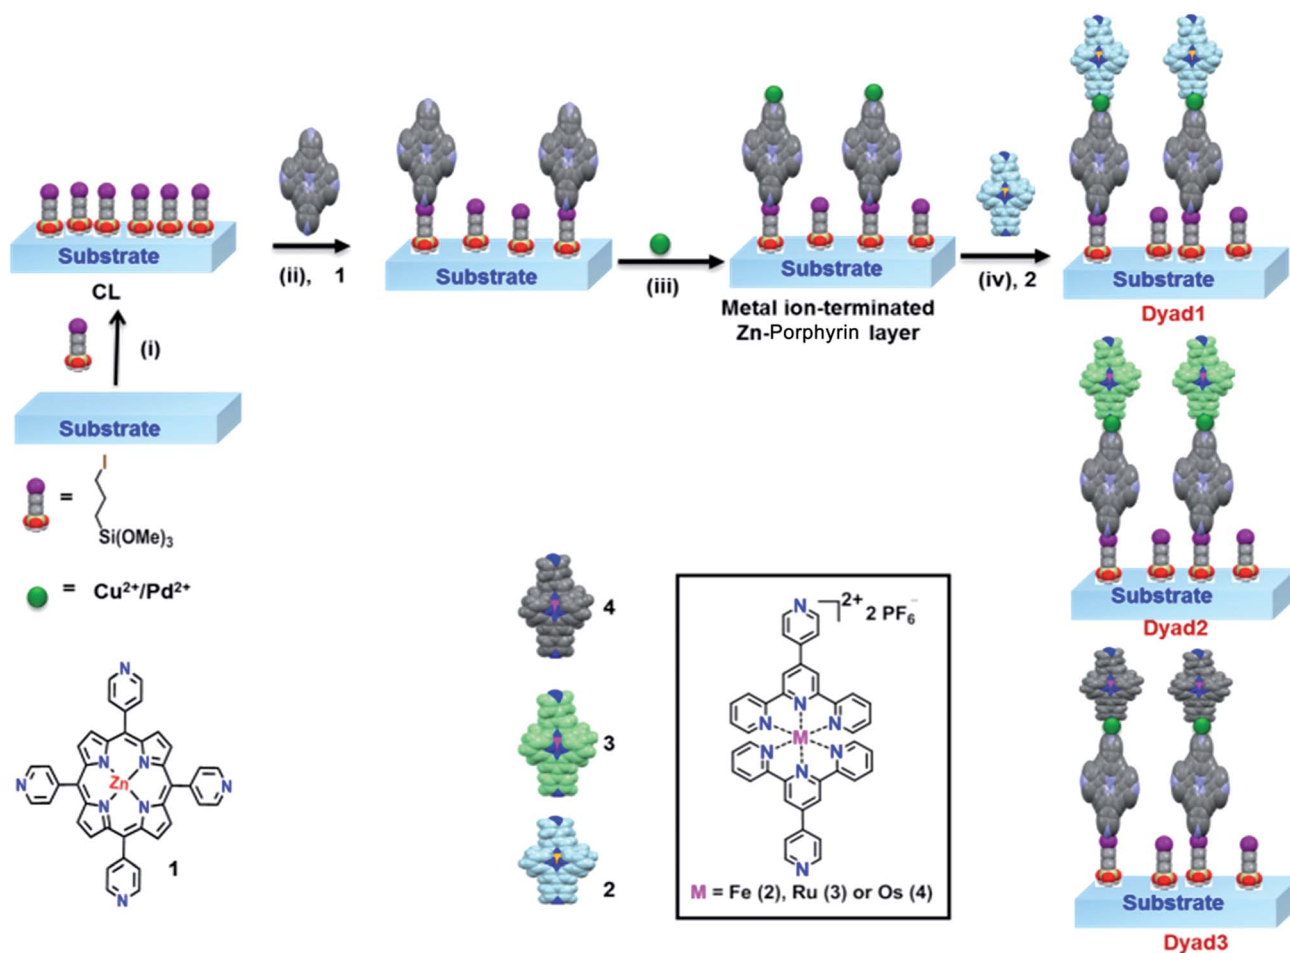 Substrate
CL
(i)
Substrate
(ii), 1
Substrate
(iii)
Substrate
Metal ion-terminated
Zn-Porphyrin layer
(iv), 2
Substrate
Dyad1
Substrate
Dyad2
Substrate
Dyad3
=
I
Si(OMe)3
= Cu2+/Pd2+
N
N
N
N
N
Zn
N
N
N
1
4
3
2
N
2+
2 PF6−
N
N
N
M
N
N
N
N
M = Fe (2), Ru (3) or Os (4)